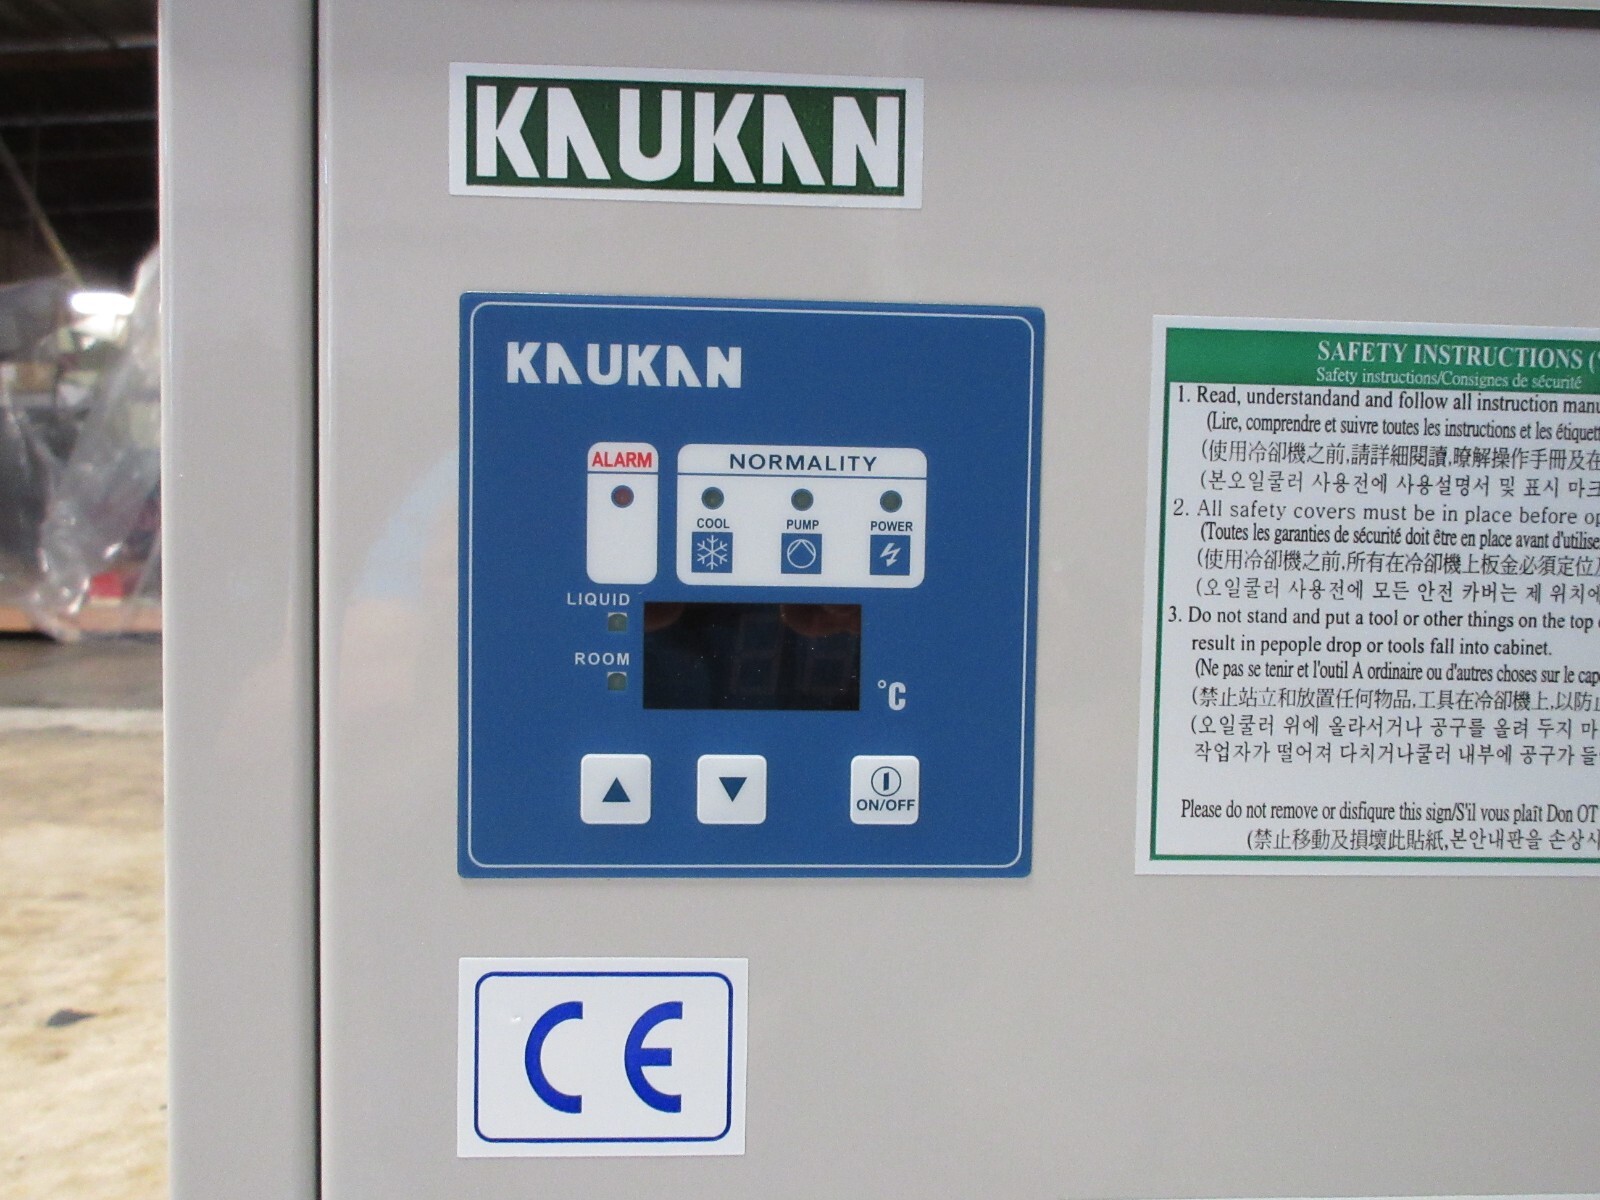 KAUKAN
KAUKAN
ALARM
NORMALITY
COOL
PUMP
POWER
LIQUID
ROOM
°C
ON/OFF
CE
SAFETY INSTRUCTIONS
Safety instructions/Consignes de sécurité
1. Read, understandand and follow all instruction
(Lire, comprendre et suivre toutes les instructions et les
(使用冷卻機之前,請詳細閱讀,瞭解操作手冊及在
(본오일쿨러 사용전에 사용설명서 및 표시
2. All safety covers must be in place before
(Toutes les garanties de sécurité doit être en place avant
(使用冷卻機之前,所有在冷卻機上板金必須定位
(오일쿨러 사용전에 모든 안전 카버는 제 위치에
3. Do not stand and put a tool or other things on the top
result in pepople drop or tools fall into cabinet.
(Ne pas se tenir et l'outil A ordinaire ou d'autres choses sur le
(禁止站立和放置任何物品,工具在冷卻機上,以防止
(오일쿨러 위에 올라서거나 공구를 올려 두지
작업자가 떨어져 다치거나쿨러 내부에 공구가
Please do not remove or disfiqure this sign/S'il vous plaît Don OT
(禁止移動及損壞此貼紙,본안내판을 손상